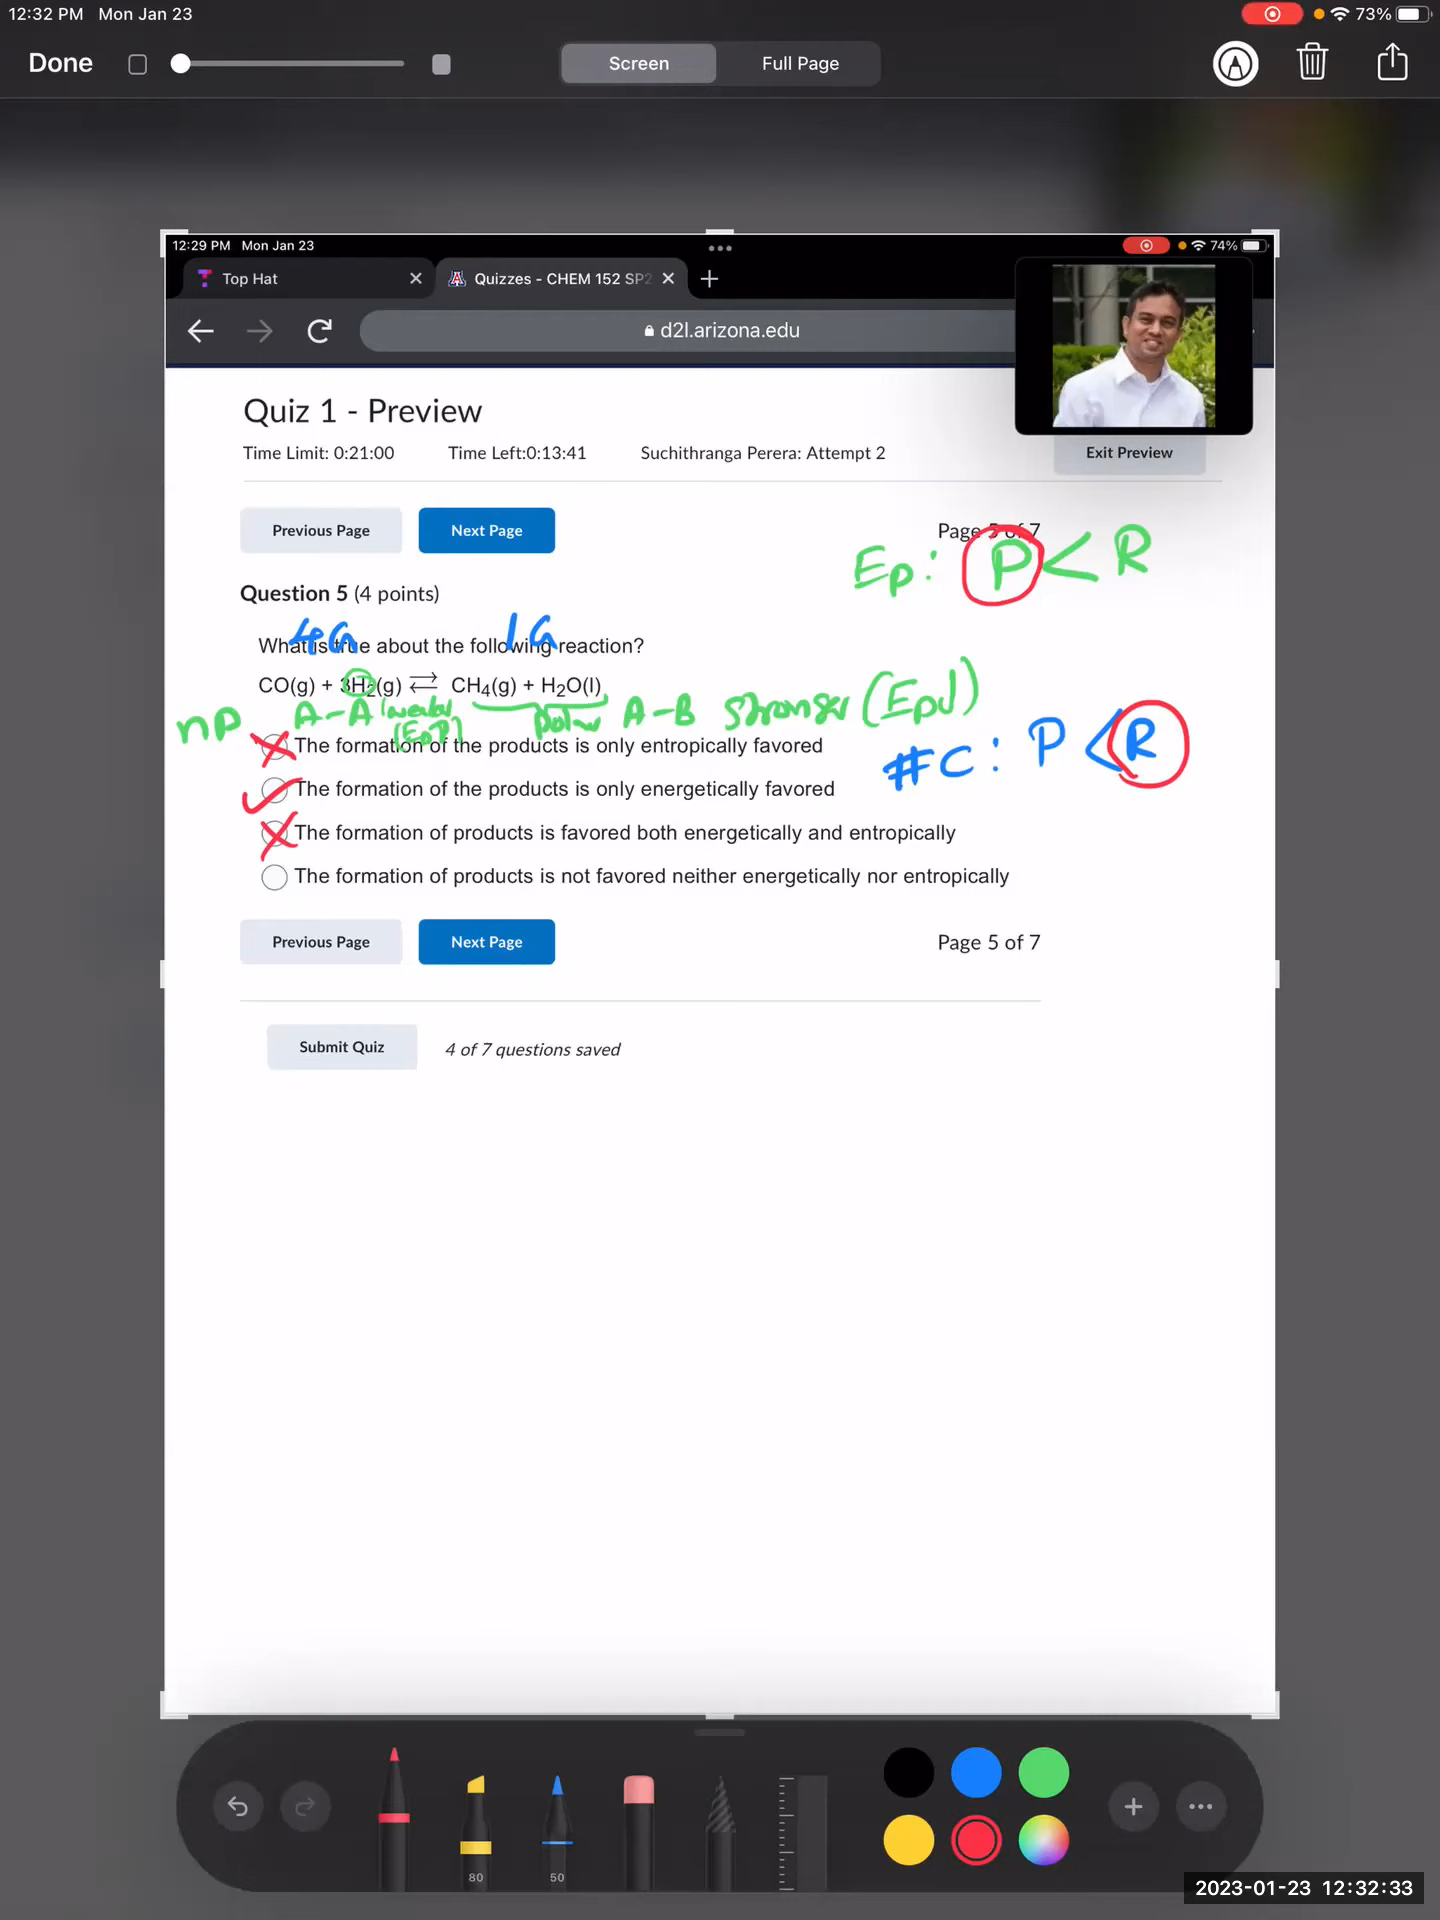 12:32 PM Mon Jan 23
73%
Done
Screen
Full Page
12:29 PM Mon Jan 23
74%
Top Hat
Quizzes - CHEM 152 SP2
d2l.arizona.edu
Quiz 1 - Preview
Time Limit: 0:21:00
Time Left:0:13:41
Suchithranga Perera: Attempt 2
Exit Preview
Previous Page
Next Page
Page 5 of 7
Ep: P < R
Question 5 (4 points)
4G
1G
What is true about the following reaction?
CO(g) + 3H₂(g) ⇄ CH₄(g) + H₂O(l)
np A-A (weaker polar A-B stronger (Ep↓)
(Ep↑)
The formation of the products is only entropically favored
#C: P < R
The formation of the products is only energetically favored
The formation of products is favored both energetically and entropically
The formation of products is not favored neither energetically nor entropically
Previous Page
Next Page
Page 5 of 7
Submit Quiz
4 of 7 questions saved
80
50
2023-01-23 12:32:33